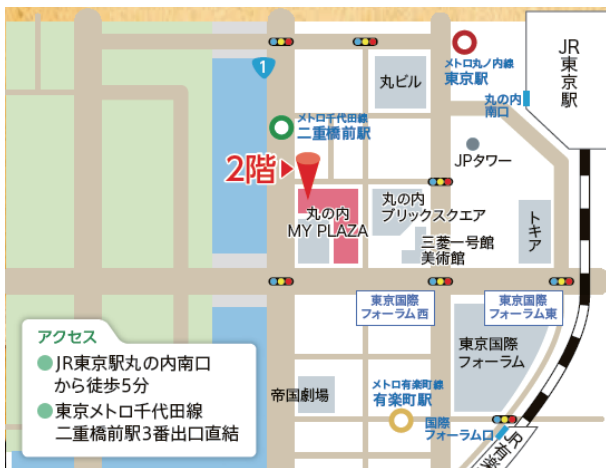 JR
東京駅
メトロ丸ノ内線
東京駅
丸の内
南口
1
丸ビル
メトロ千代田線
二重橋前駅
JPタワー
2階
丸の内
MY PLAZA
丸の内
ブリックスクエア
三菱一号館
美術館
トキア
東京国際
フォーラム西
東京国際
フォーラム東
東京国際
フォーラム
アクセス
JR東京駅丸の内南口
から徒歩5分
東京メトロ千代田線
二重橋前駅3番出口直結
帝国劇場
メトロ有楽町線
有楽町駅
国際
フォーラム口
JR有楽